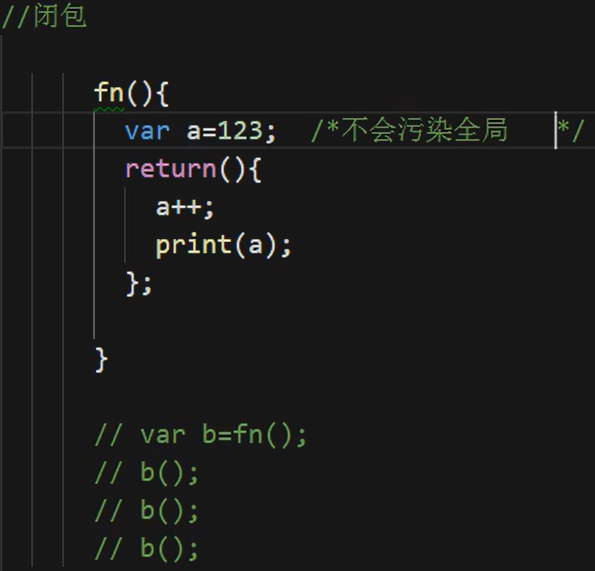 //闭包
fn(){
var a=123; /*不会污染全局 */
return(){
a++;
print(a);
};
}
// var b=fn();
// b();
// b();
// b();